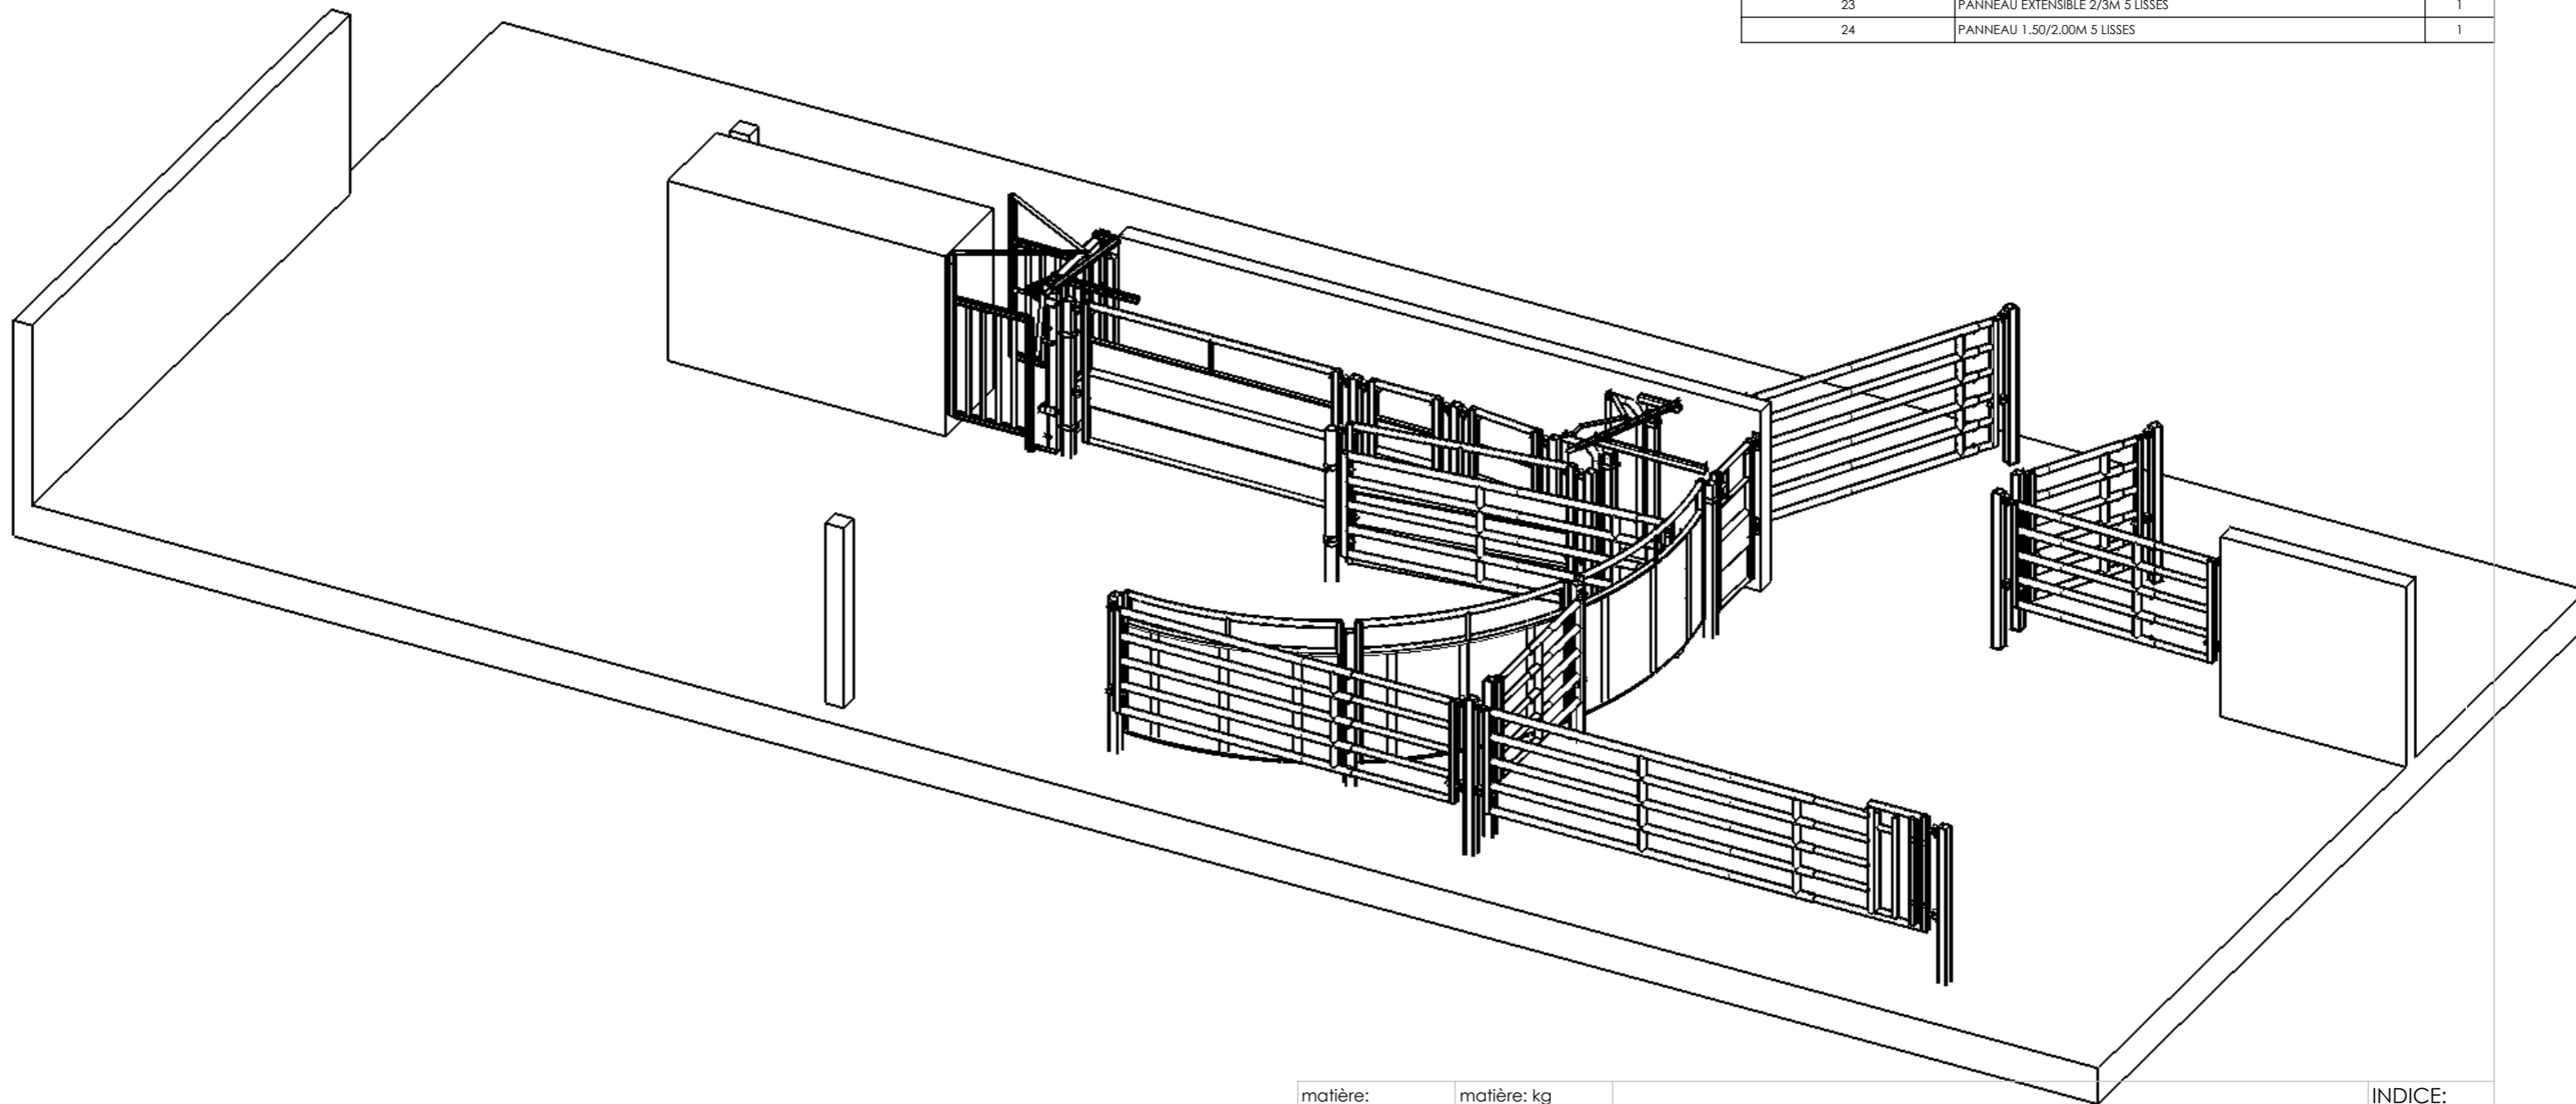 23 PANNEAU EXTENSIBLE 2/3M 5 LISSES 1
24 PANNEAU 1.50/2.00M 5 LISSES 1
matière: matière: kg INDICE: